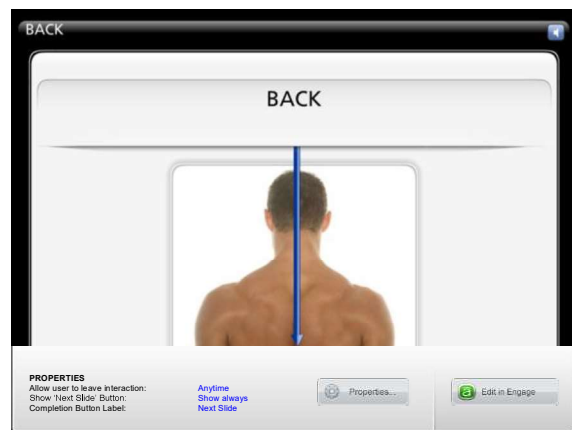 BACK
BACK
PROPERTIES
Allow user to leave interaction: Anytime
Show 'Next Slide' Button: Show always
Completion Button Label: Next Slide
Properties...
Edit in Engage